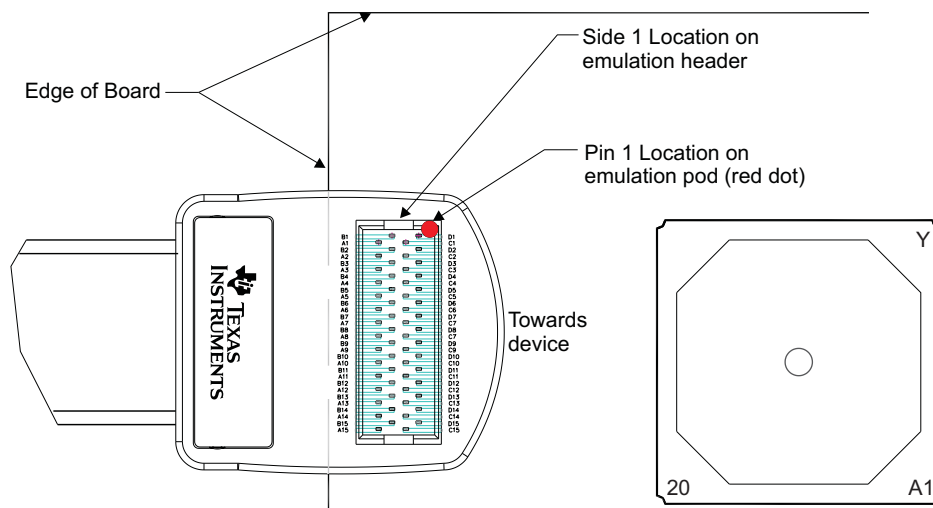 Side 1 Location on
emulation header
Edge of Board
Pin 1 Location on
emulation pod (red dot)
TEXAS
INSTRUMENTS
B1 D1
A1 C1
B2 D2
A2 C2
B3 D3
A3 C3
B4 D4
A4 C4
B5 D5
A5 C5
B6 D6
A6 C6
B7 D7
A7 C7
B8 D8
A8 C7
B9 D9
A9 C9
B10 D10
A10 C10
B11 D11
A11 C11
B12 D12
A12 C12
B13 D13
A13 C13
B14 D14
A14 C14
B15 D15
A15 C15
Towards
device
Y
20
A1